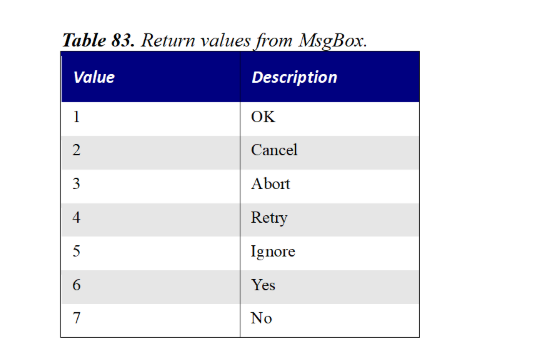 Table 83. Return values from MsgBox.
Value Description
1 OK
2 Cancel
3 Abort
4 Retry
5 Ignore
6 Yes
7 No